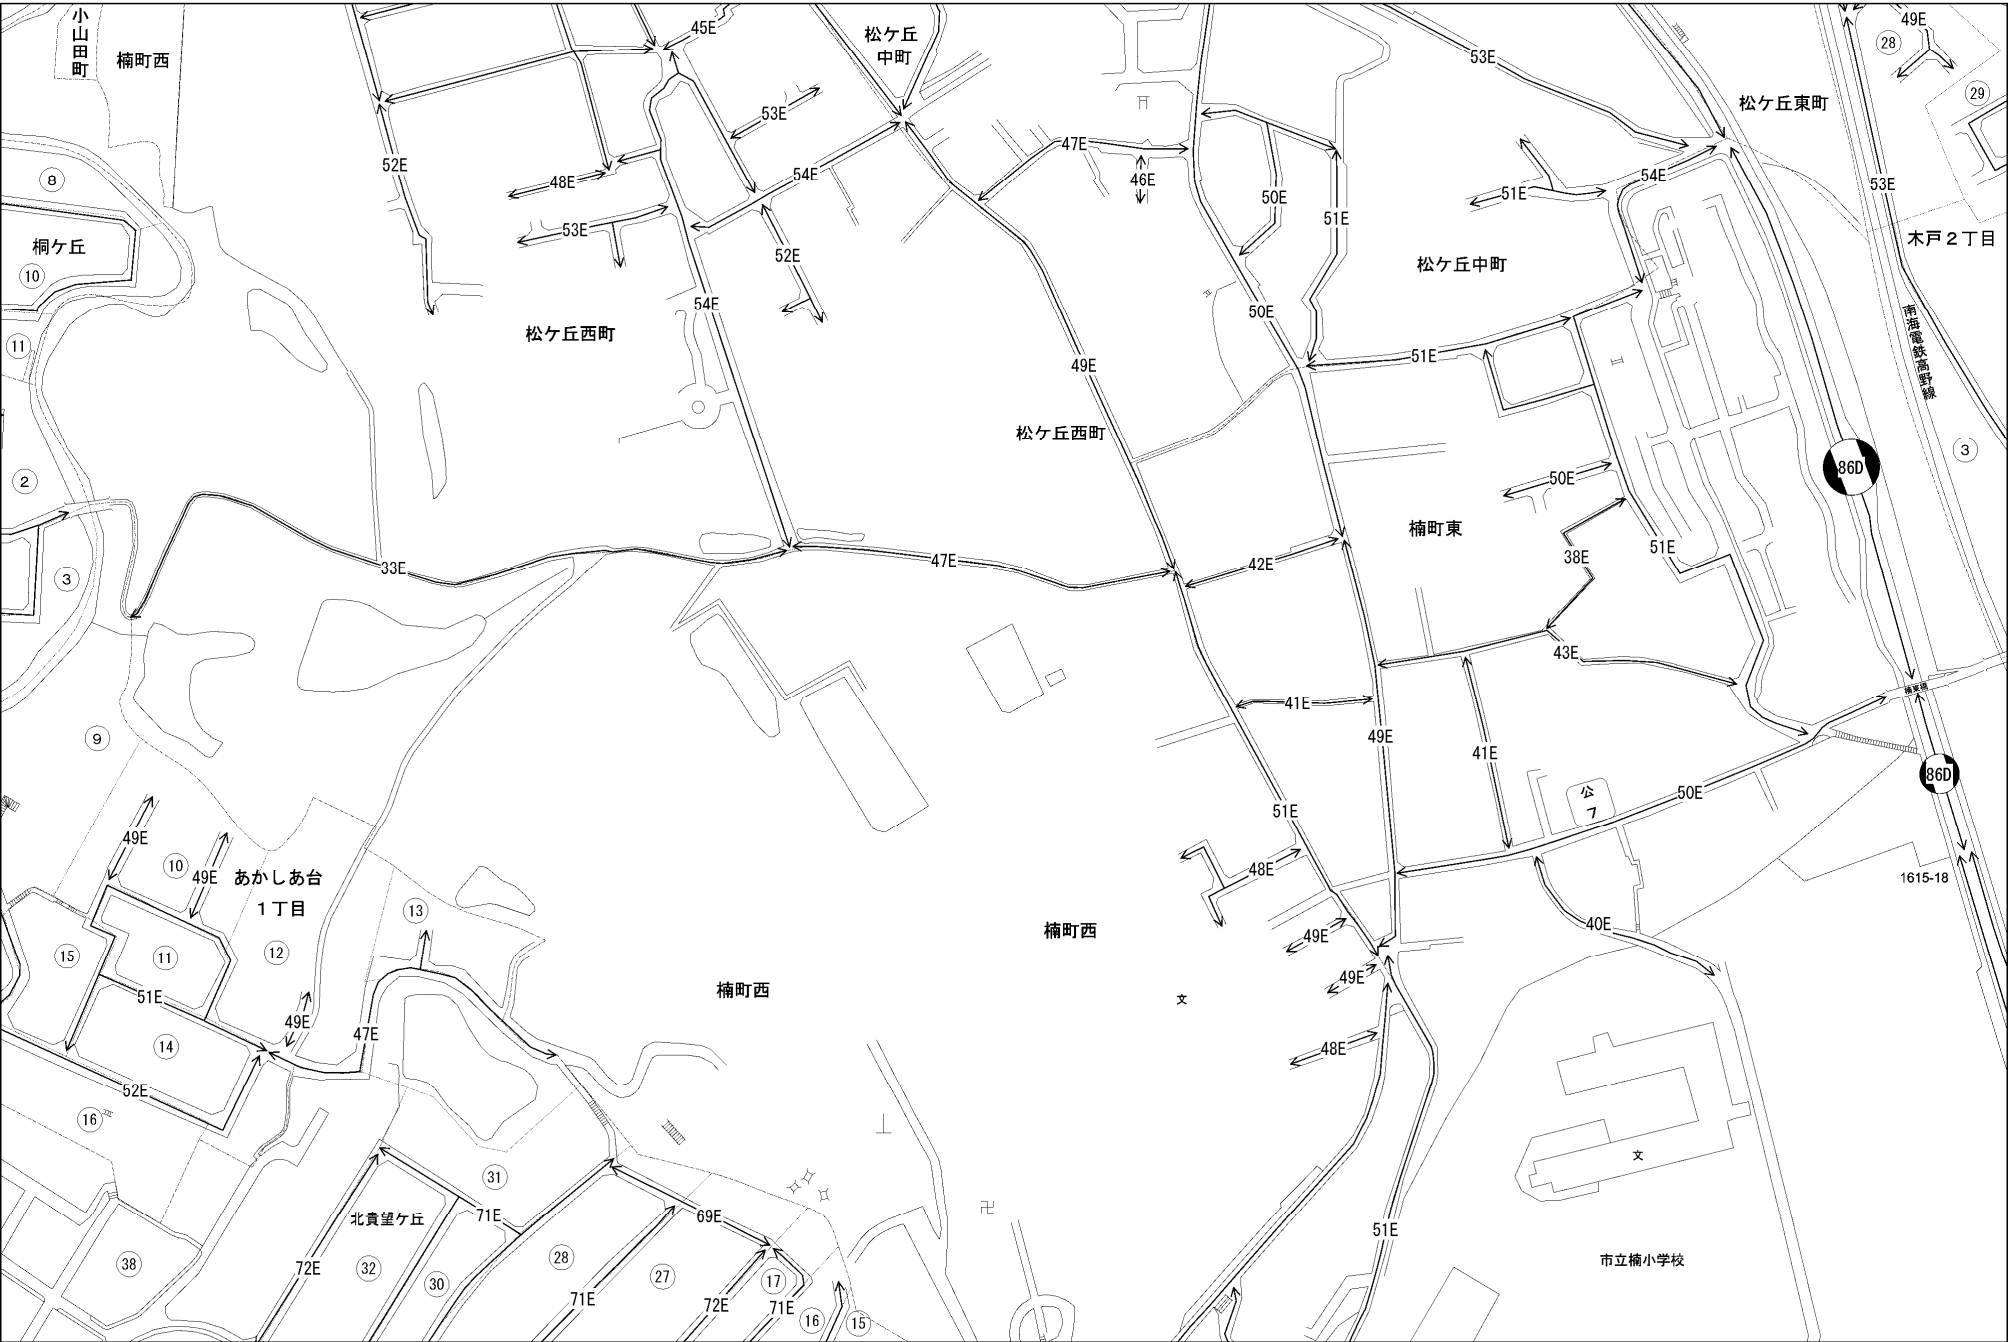 小山田町
楠町西
45E
松ケ丘
中町
53E
49E
28
29
松ケ丘東町
53E
52E
48E
54E
47E
46E
50E
51E
51E
54E
53E
8
桐ケ丘
10
53E
52E
木戸2丁目
松ケ丘中町
54E
50E
南海電鉄高野線
11
松ケ丘西町
49E
51E
松ケ丘西町
3
2
86D
50E
楠町東
51E
33E
47E
42E
38E
3
43E
楠東橋
41E
9
49E
41E
86D
50E
公
7
49E
51E
10
49E
あかしあ台
1丁目
48E
1615-18
13
40E
15
11
12
楠町西
49E
楠町西
49E
文
51E
49E
47E
14
48E
52E
16
文
31
北貴望ケ丘
71E
69E
51E
38
72E
32
30
28
27
17
市立楠小学校
71E
72E
71E
16
15